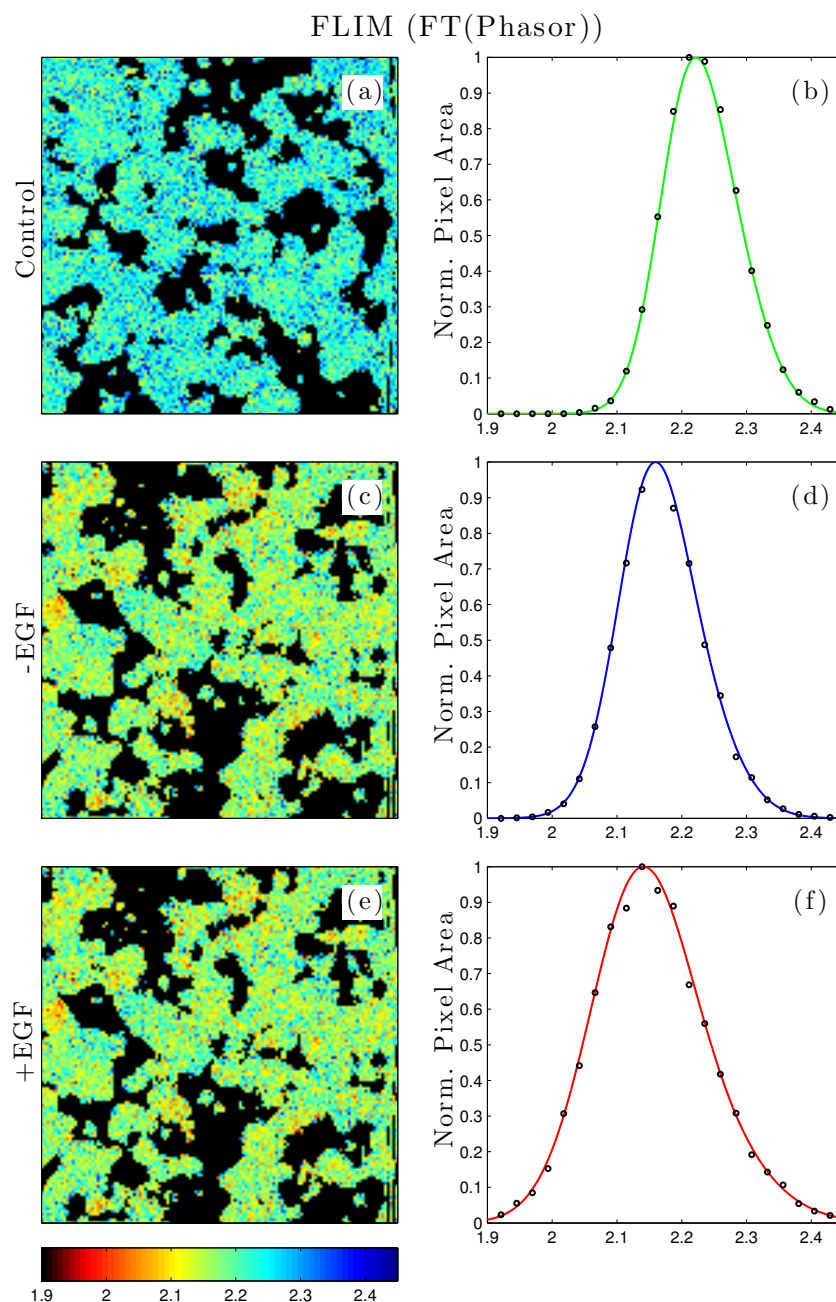 FLIM (FT(Phasor))
Control
(a)
Norm. Pixel Area
(b)
1
0.9
0.8
0.7
0.6
0.5
0.4
0.3
0.2
0.1
0
1.9 2 2.1 2.2 2.3 2.4
-EGF
(c)
Norm. Pixel Area
(d)
1
0.9
0.8
0.7
0.6
0.5
0.4
0.3
0.2
0.1
0
1.9 2 2.1 2.2 2.3 2.4
+EGF
(e)
Norm. Pixel Area
(f)
1
0.9
0.8
0.7
0.6
0.5
0.4
0.3
0.2
0.1
0
1.9 2 2.1 2.2 2.3 2.4
1.9 2 2.1 2.2 2.3 2.4